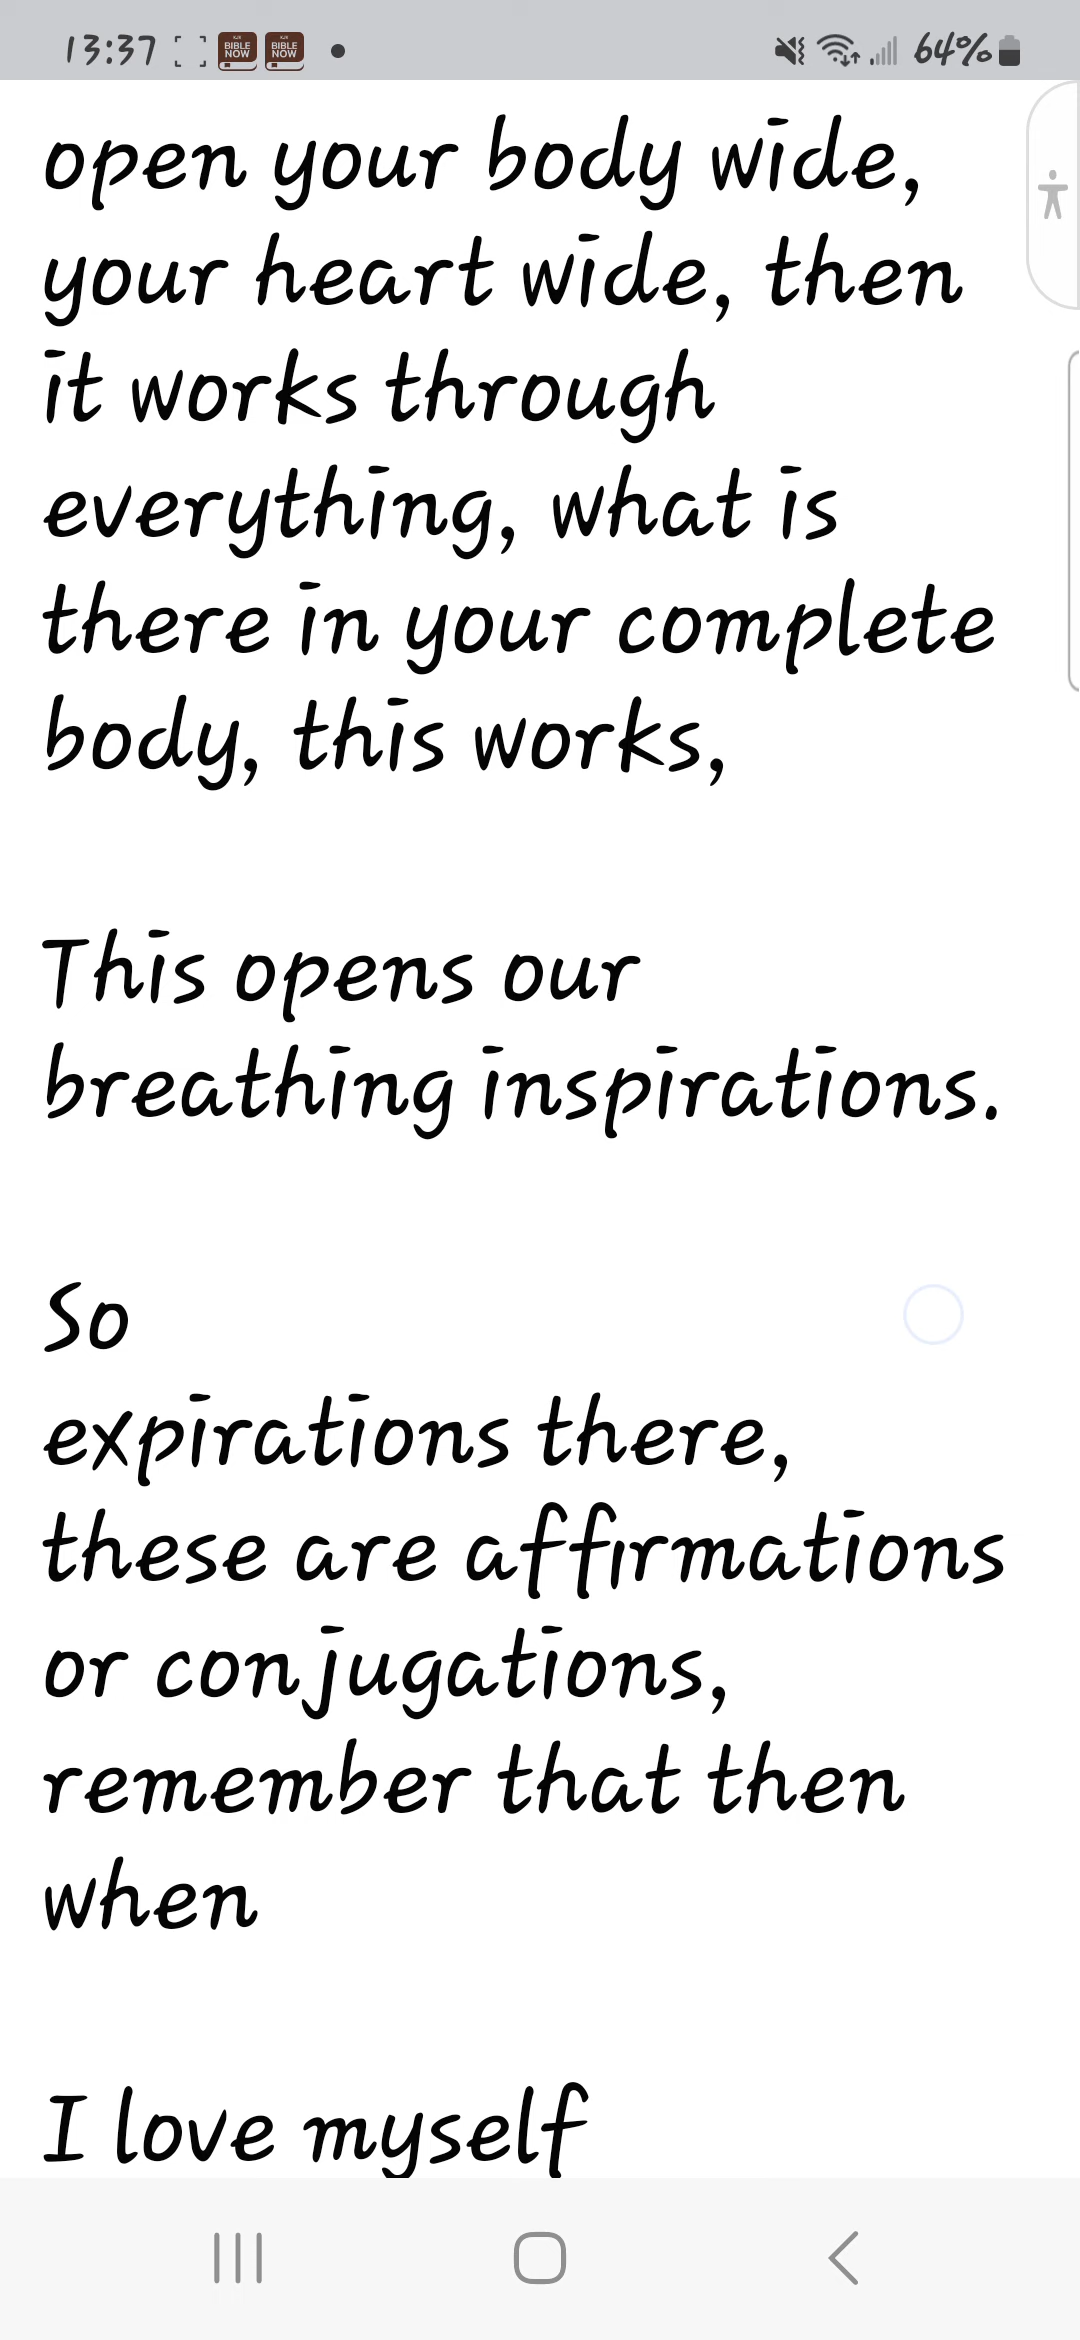 13:37 KJV BIBLE NOW KJV BIBLE NOW 64%
open your body wide,
your heart wide, then
it works through
everything, what is
there in your complete
body, this works,
This opens our
breathing inspirations.
So
expirations there,
these are affirmations
or conjugations,
remember that then
when
I love myself